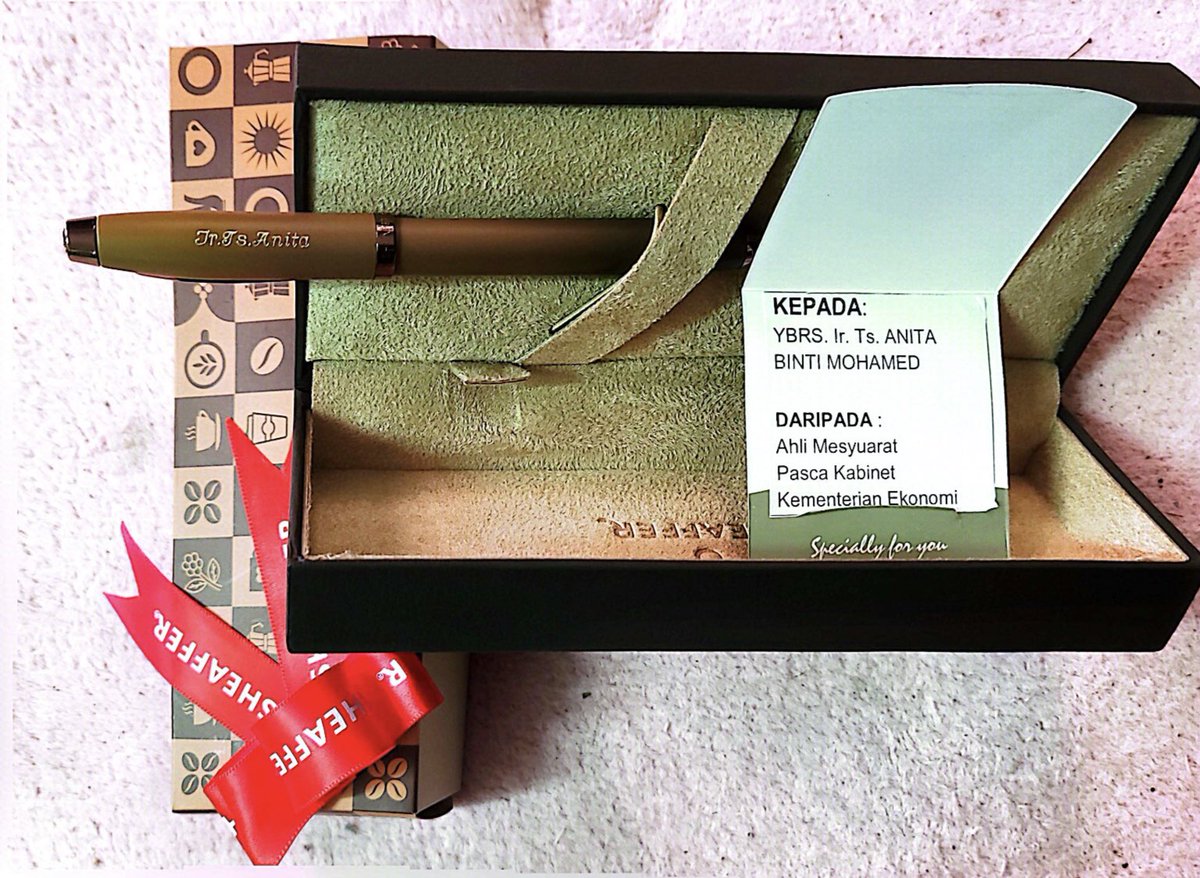 Ir.Ts.Anita
KEPADA:
YBRS. Ir. Ts. ANITA
BINTI MOHAMED
DARIPADA :
Ahli Mesyuarat
Pasca Kabinet
Kementerian Ekonomi
Specially for you
SHEAFFER®
SHEAFFER®
HEAFFE
R®